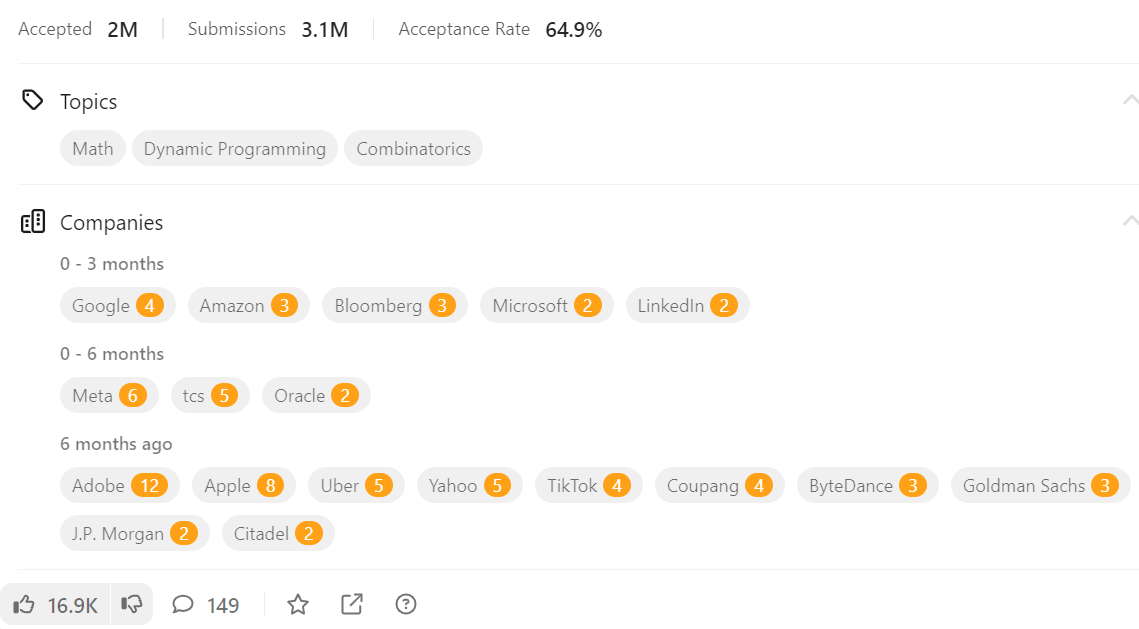 Accepted 2M Submissions 3.1M Acceptance Rate 64.9%
Topics
Math Dynamic Programming Combinatorics
Companies
0 - 3 months
Google 4 Amazon 3 Bloomberg 3 Microsoft 2 LinkedIn 2
0 - 6 months
Meta 6 tcs 5 Oracle 2
6 months ago
Adobe 12 Apple 8 Uber 5 Yahoo 5 TikTok 4 Coupang 4 ByteDance 3 Goldman Sachs 3
J.P. Morgan 2 Citadel 2
16.9K 149